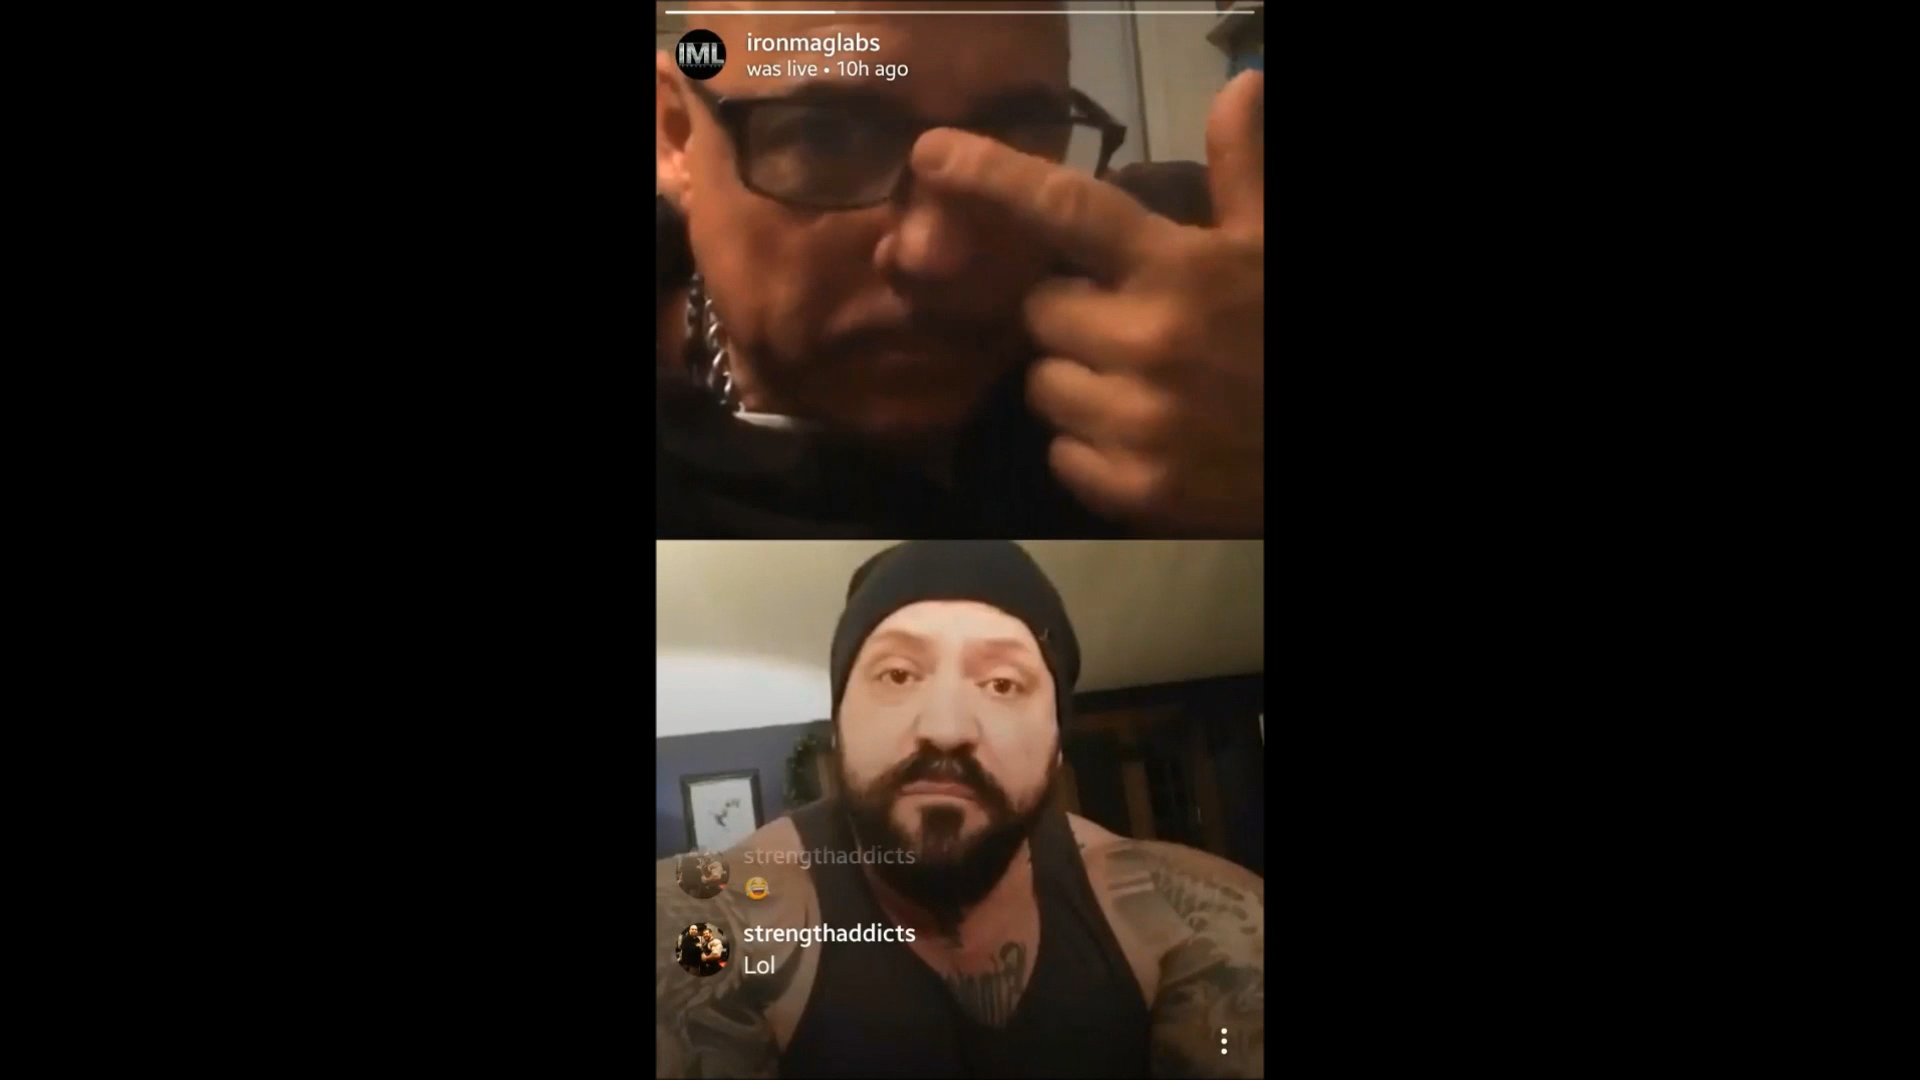 IML
ironmaglabs
was live • 10h ago
strengthaddicts
😂
strengthaddicts
Lol